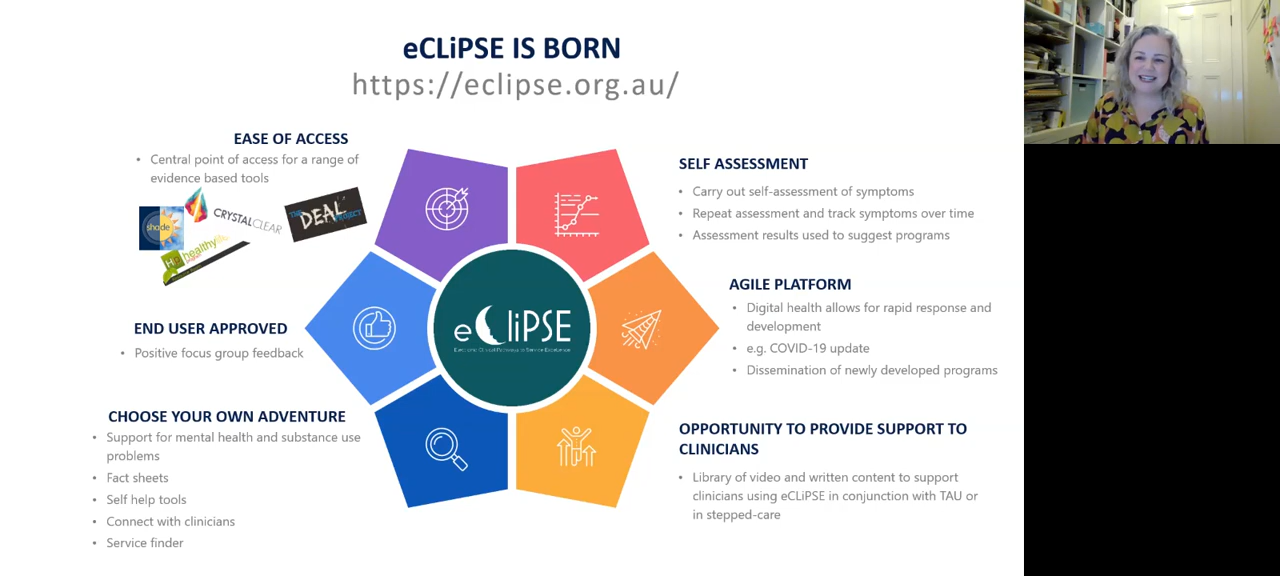 eCLiPSE IS BORN
https://eclipse.org.au/
EASE OF ACCESS
• Central point of access for a range of
evidence based tools
shade
CRYSTALCLEAR
THE DEAL PROJECT
healthy
END USER APPROVED
• Positive focus group feedback
CHOOSE YOUR OWN ADVENTURE
• Support for mental health and substance use
problems
• Fact sheets
• Self help tools
• Connect with clinicians
• Service finder
eCliPSE
SELF ASSESSMENT
• Carry out self-assessment of symptoms
• Repeat assessment and track symptoms over time
• Assessment results used to suggest programs
AGILE PLATFORM
• Digital health allows for rapid response and
development
• e.g. COVID-19 update
• Dissemination of newly developed programs
OPPORTUNITY TO PROVIDE SUPPORT TO
CLINICIANS
• Library of video and written content to support
clinicians using eCLiPSE in conjunction with TAU or
in stepped-care